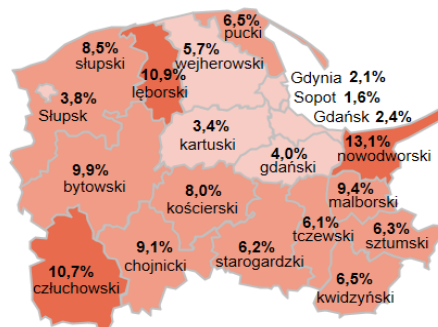 6,5%
pucki
8,5%
słupski
5,7%
wejherowski
10,9%
lęborski
Gdynia 2,1%
Sopot 1,6%
Gdańsk 2,4%
3,8%
Słupsk
3,4%
kartuski
13,1%
nowodworski
4,0%
gdański
9,9%
bytowski
8,0%
kościerski
9,4%
malborski
6,1%
tczewski
6,3%
sztumski
9,1%
chojnicki
6,2%
starogardzki
10,7%
człuchowski
6,5%
kwidzyński